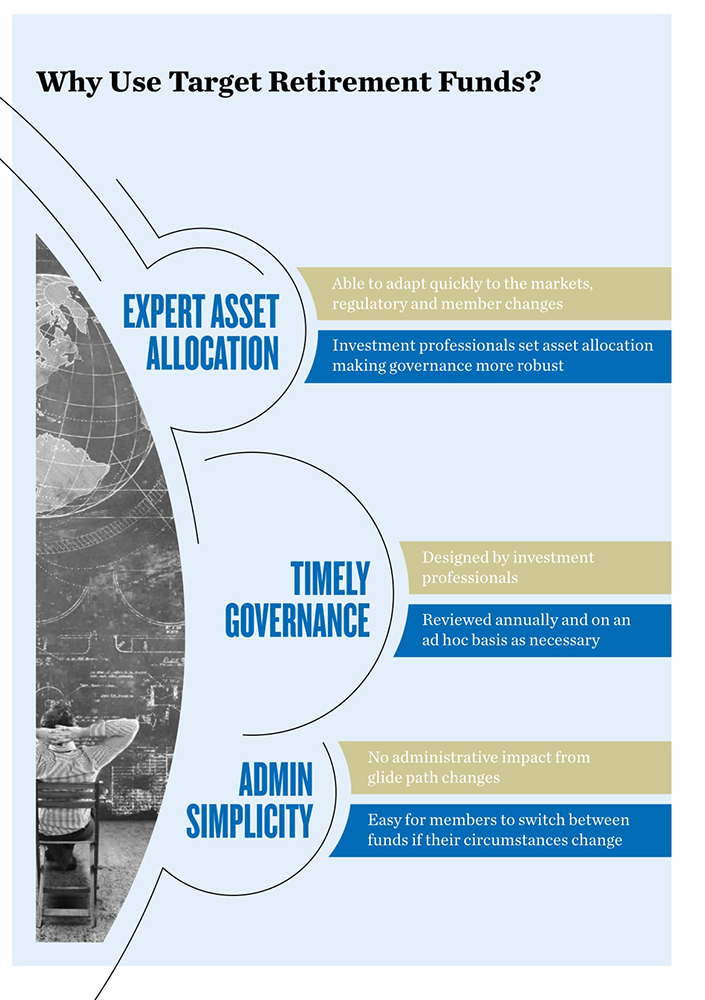 Why Use Target Retirement Funds?
EXPERT ASSET
ALLOCATION
Able to adapt quickly to the markets,
regulatory and member changes
Investment professionals set asset allocation
making governance more robust
TIMELY
GOVERNANCE
Designed by investment
professionals
Reviewed annually and on an
ad hoc basis as necessary
ADMIN
SIMPLICITY
No administrative impact from
glide path changes
Easy for members to switch between
funds if their circumstances change